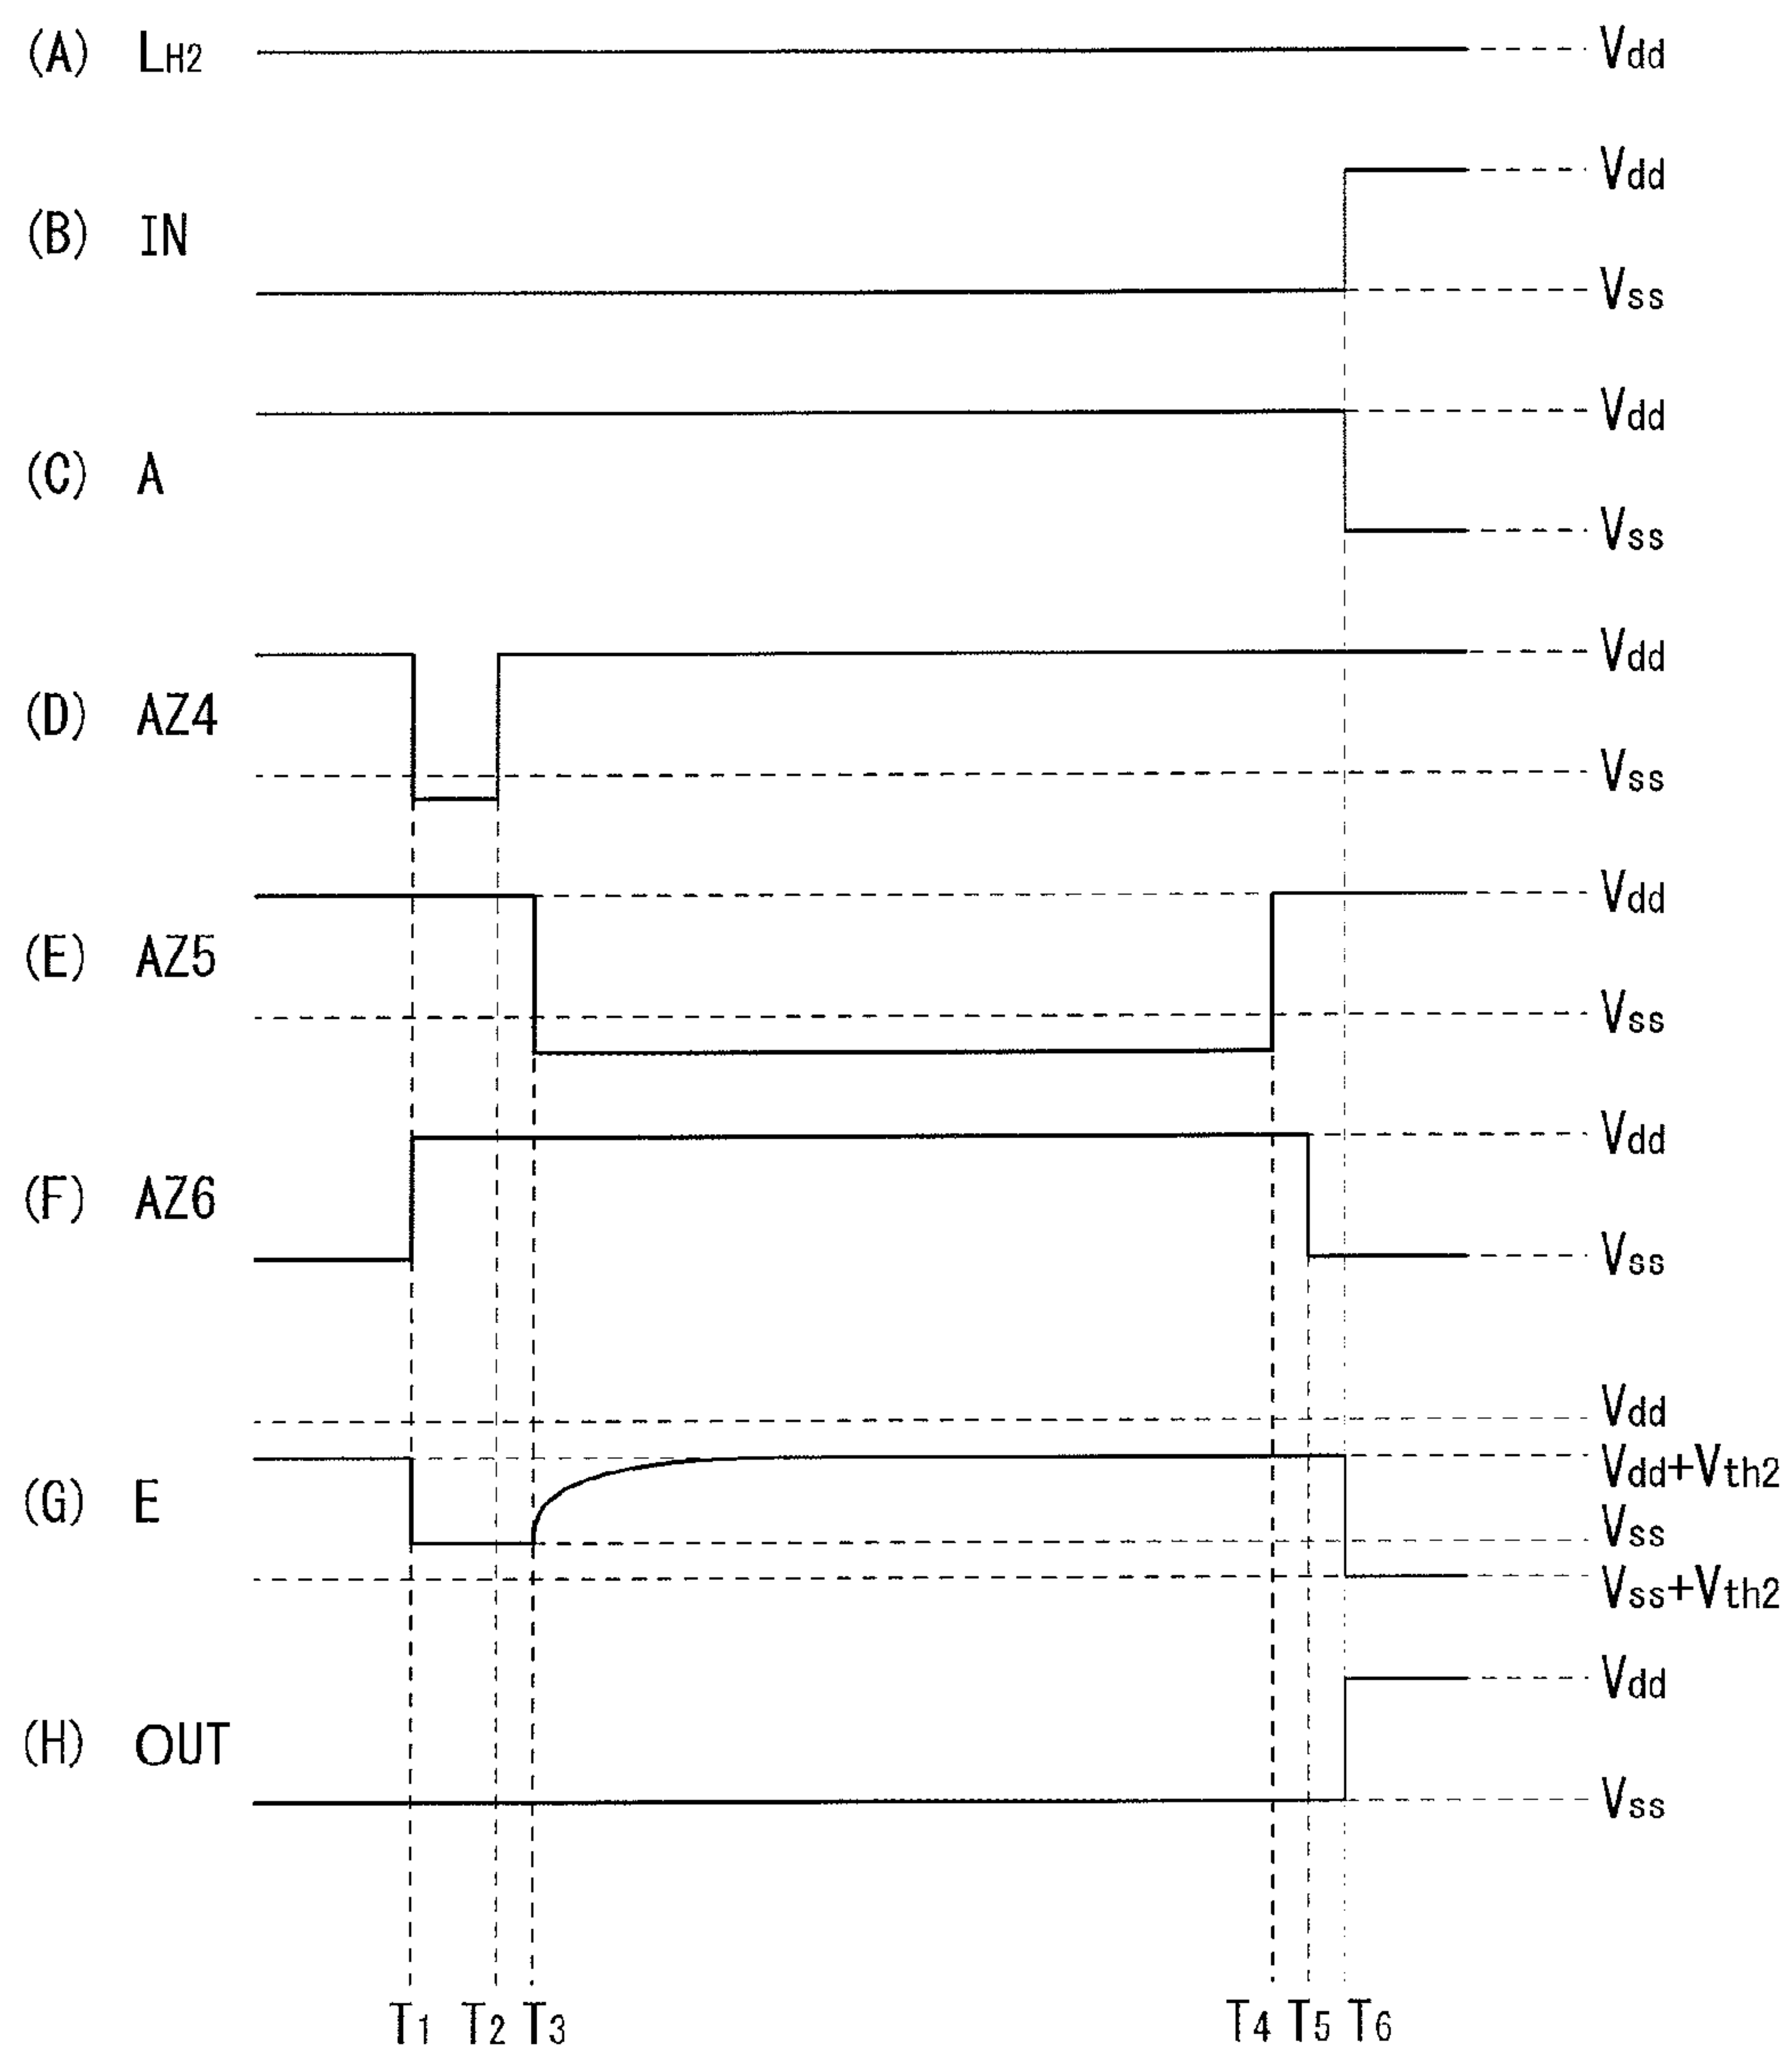 (A) LH2 Vdd
(B) IN Vdd
Vss
(C) A Vdd
Vss
(D) AZ4 Vdd
Vss
(E) AZ5 Vdd
Vss
(F) AZ6 Vdd
Vss
Vdd
(G) E Vdd+Vth2
Vss
Vss+Vth2
(H) OUT Vdd
Vss
T1 T2 T3 T4 T5 T6